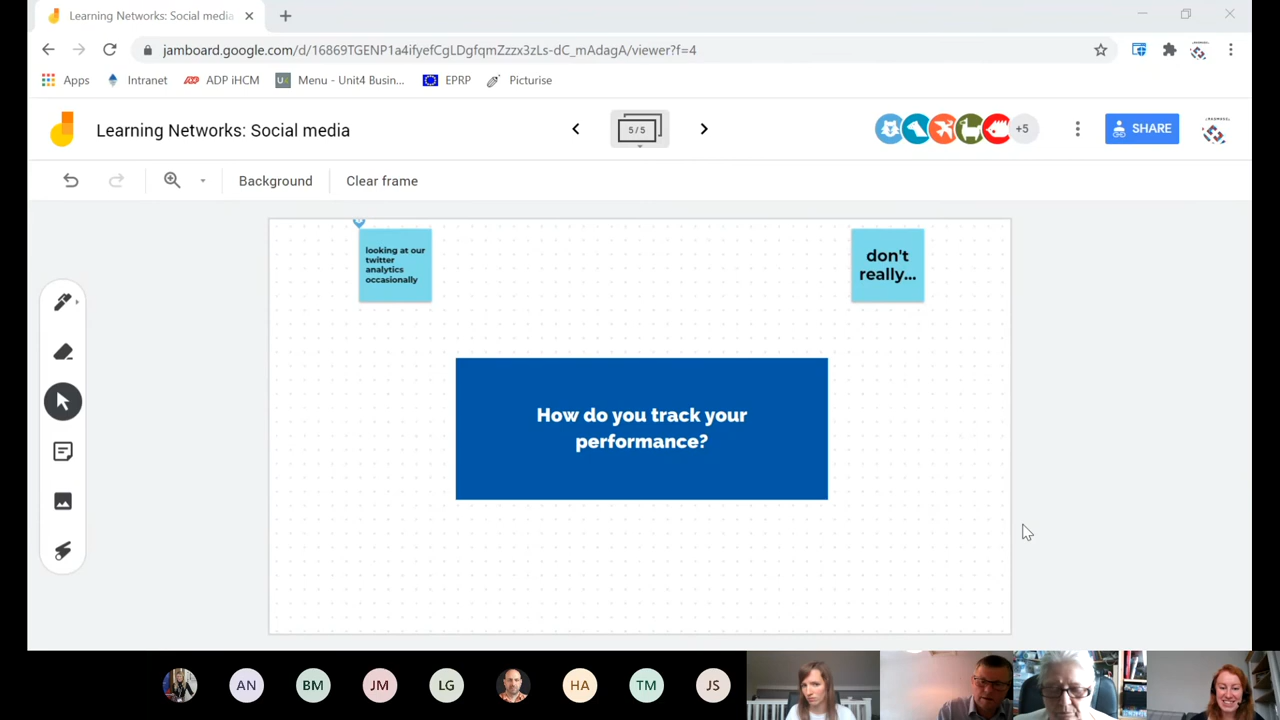 Learning Networks: Social media
jamboard.google.com/d/16869TGENP1a4ifyefCqLDgfqmZzzx3zLs-dC_mAdagA/viewer?f=4
Apps
Intranet
ADP iHCM
Menu - Unit4 Busin...
EPRP
Picturise
Learning Networks: Social media
5 / 5
+5
SHARE
Background
Clear frame
looking at our
twitter
analytics
occasionally
don't
really...
How do you track your
performance?
AN
BM
JM
LG
HA
TM
JS